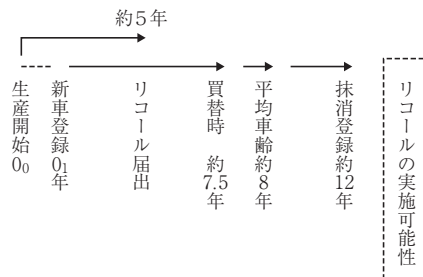 約5年
生産開始0₀
新車登録0₁年
リコール届出
買替時　約7.5年
平均車齢約8年
抹消登録約12年
リコールの実施可能性